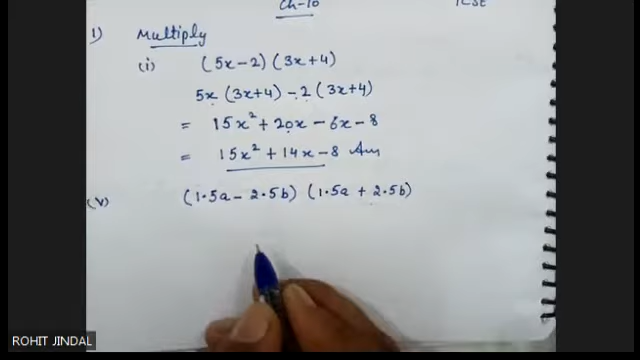 Ch-10
1) Multiply
(i) (5x-2)(3x+4)
5x(3x+4)-2(3x+4)
= 15x²+20x-6x-8
= 15x²+14x-8 Ans
(V) (1.5a-2.5b) (1.5a+2.5b)
ROHIT JINDAL